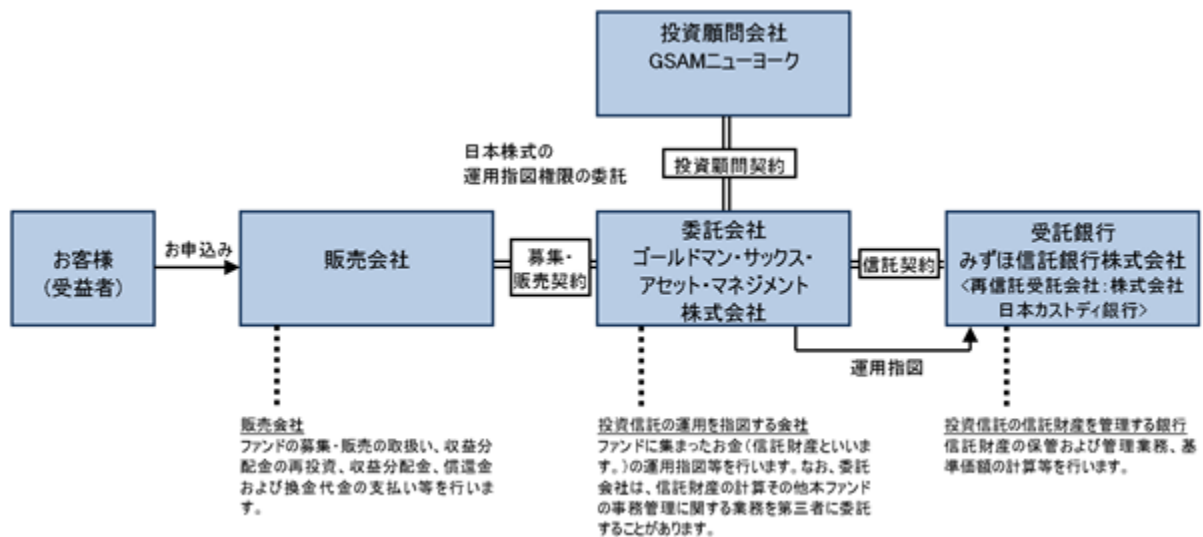 投資顧問会社
GSAMニューヨーク
日本株式の
運用指図権限の委託
投資顧問契約
お客様
（受益者）
お申込み
販売会社
募集・
販売契約
委託会社
ゴールドマン・サックス・
アセット・マネジメント
株式会社
信託契約
受託銀行
みずほ信託銀行株式会社
<再信託受託会社：株式会社
日本カストディ銀行>
運用指図
販売会社
ファンドの募集・販売の取扱い、収益分
配金の再投資、収益分配金、償還金
および換金代金の支払い等を行いま
す。
投資信託の運用を指図する会社
ファンドに集まったお金（信託財産といいま
す。）の運用指図等を行います。なお、委託
会社は、信託財産の計算その他本ファンド
の事務管理に関する業務を第三者に委託
することがあります。
投資信託の信託財産を管理する銀行
信託財産の保管および管理業務、基
準価額の計算等を行います。